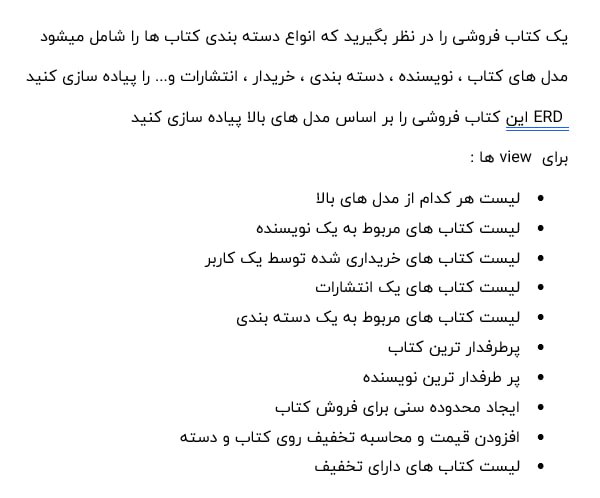 یک کتاب فروشی را در نظر بگیرید که انواع دسته بندی کتاب ها را شامل میشود
مدل های کتاب ، نویسنده ، دسته بندی ، خریدار ، انتشارات و... را پیاده سازی کنید
ERD این کتاب فروشی را بر اساس مدل های بالا پیاده سازی کنید
برای view ها :
• لیست هر کدام از مدل های بالا
• لیست کتاب های مربوط به یک نویسنده
• لیست کتاب های خریداری شده توسط یک کاربر
• لیست کتاب های یک انتشارات
• لیست کتاب های مربوط به یک دسته بندی
• پرطرفدار ترین کتاب
• پر طرفدار ترین نویسنده
• ایجاد محدوده سنی برای فروش کتاب
• افزودن قیمت و محاسبه تخفیف روی کتاب و دسته
• لیست کتاب های دارای تخفیف